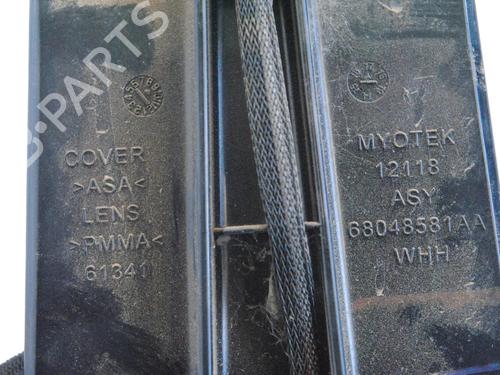 B-PARTS
COVER
>ASA<
LENS
>PMMA<
61341
MYOTEK
12118
ASY
68048581AA
WHH